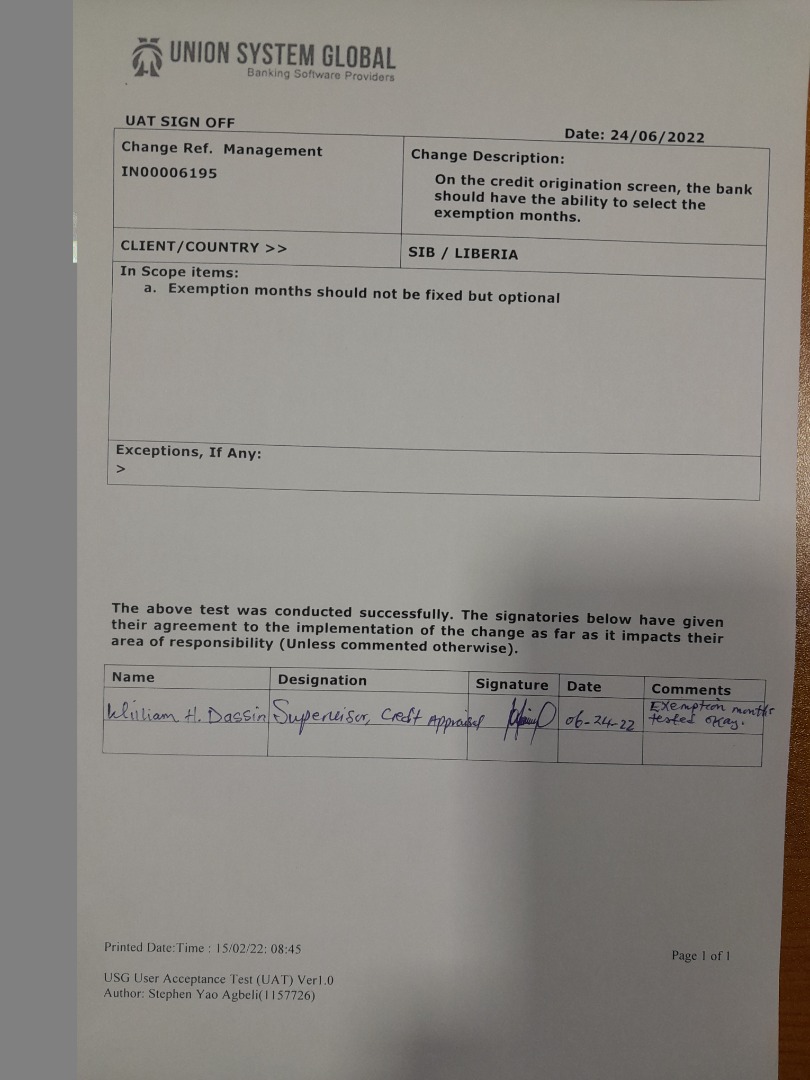 UNION SYSTEM GLOBAL
Banking Software Providers
UAT SIGN OFF
Date: 24/06/2022
Change Ref. Management
IN00006195
Change Description:
On the credit origination screen, the bank
should have the ability to select the
exemption months.
CLIENT/COUNTRY >>
SIB / LIBERIA
In Scope items:
a. Exemption months should not be fixed but optional
Exceptions, If Any:
>
The above test was conducted successfully. The signatories below have given
their agreement to the implementation of the change as far as it impacts their
area of responsibility (Unless commented otherwise).
Name Designation Signature Date Comments
William H. Dassin Supervisor, Credit Appraisal 06-24-22 Exemption months
tested okay.
Printed Date:Time : 15/02/22: 08:45
Page 1 of 1
USG User Acceptance Test (UAT) Ver1.0
Author: Stephen Yao Agbeli(1157726)